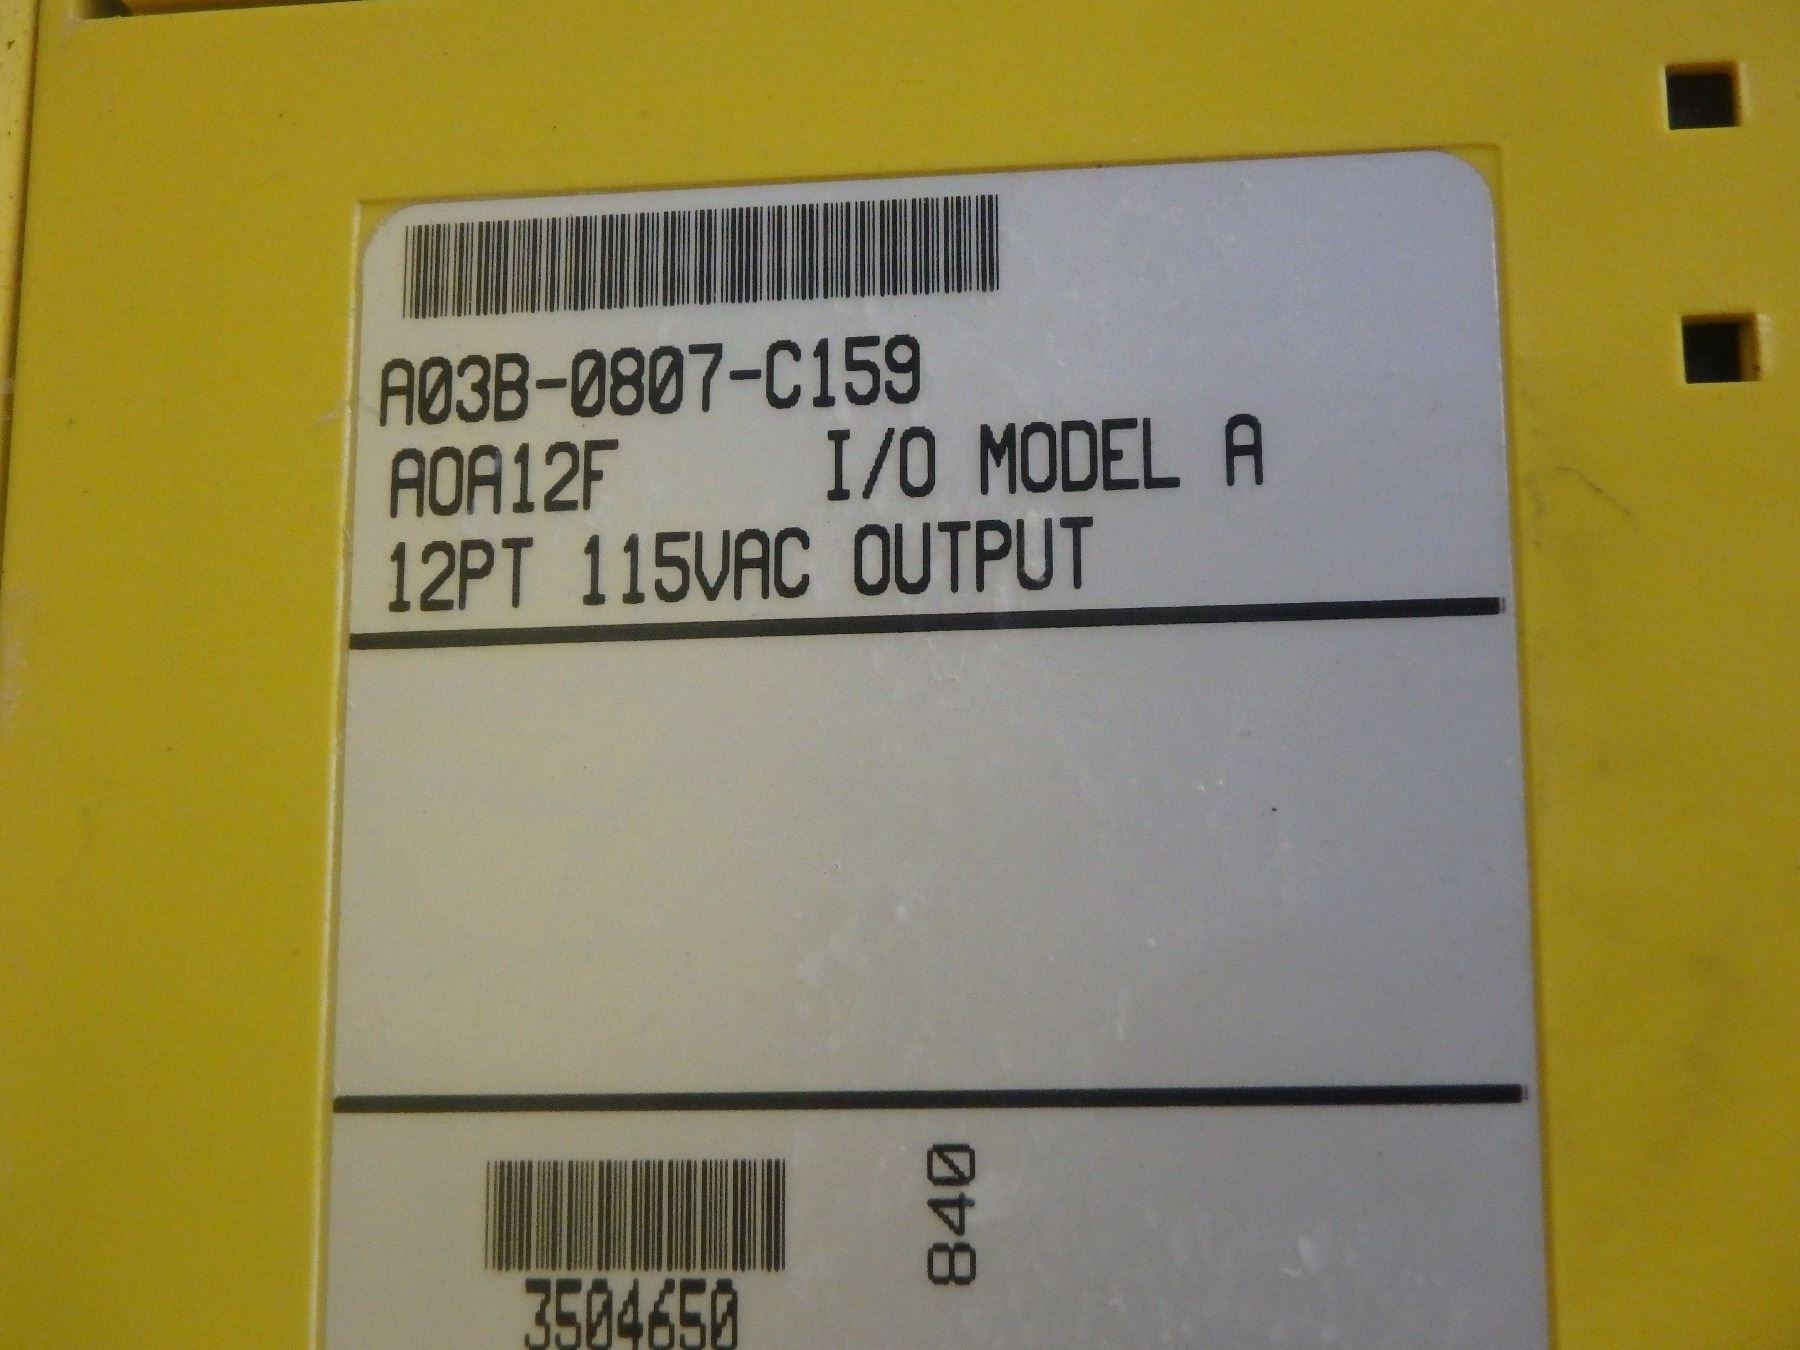 A03B-0807-C159
AOA12F I/O MODEL A
12PT 115VAC OUTPUT
840
3504650